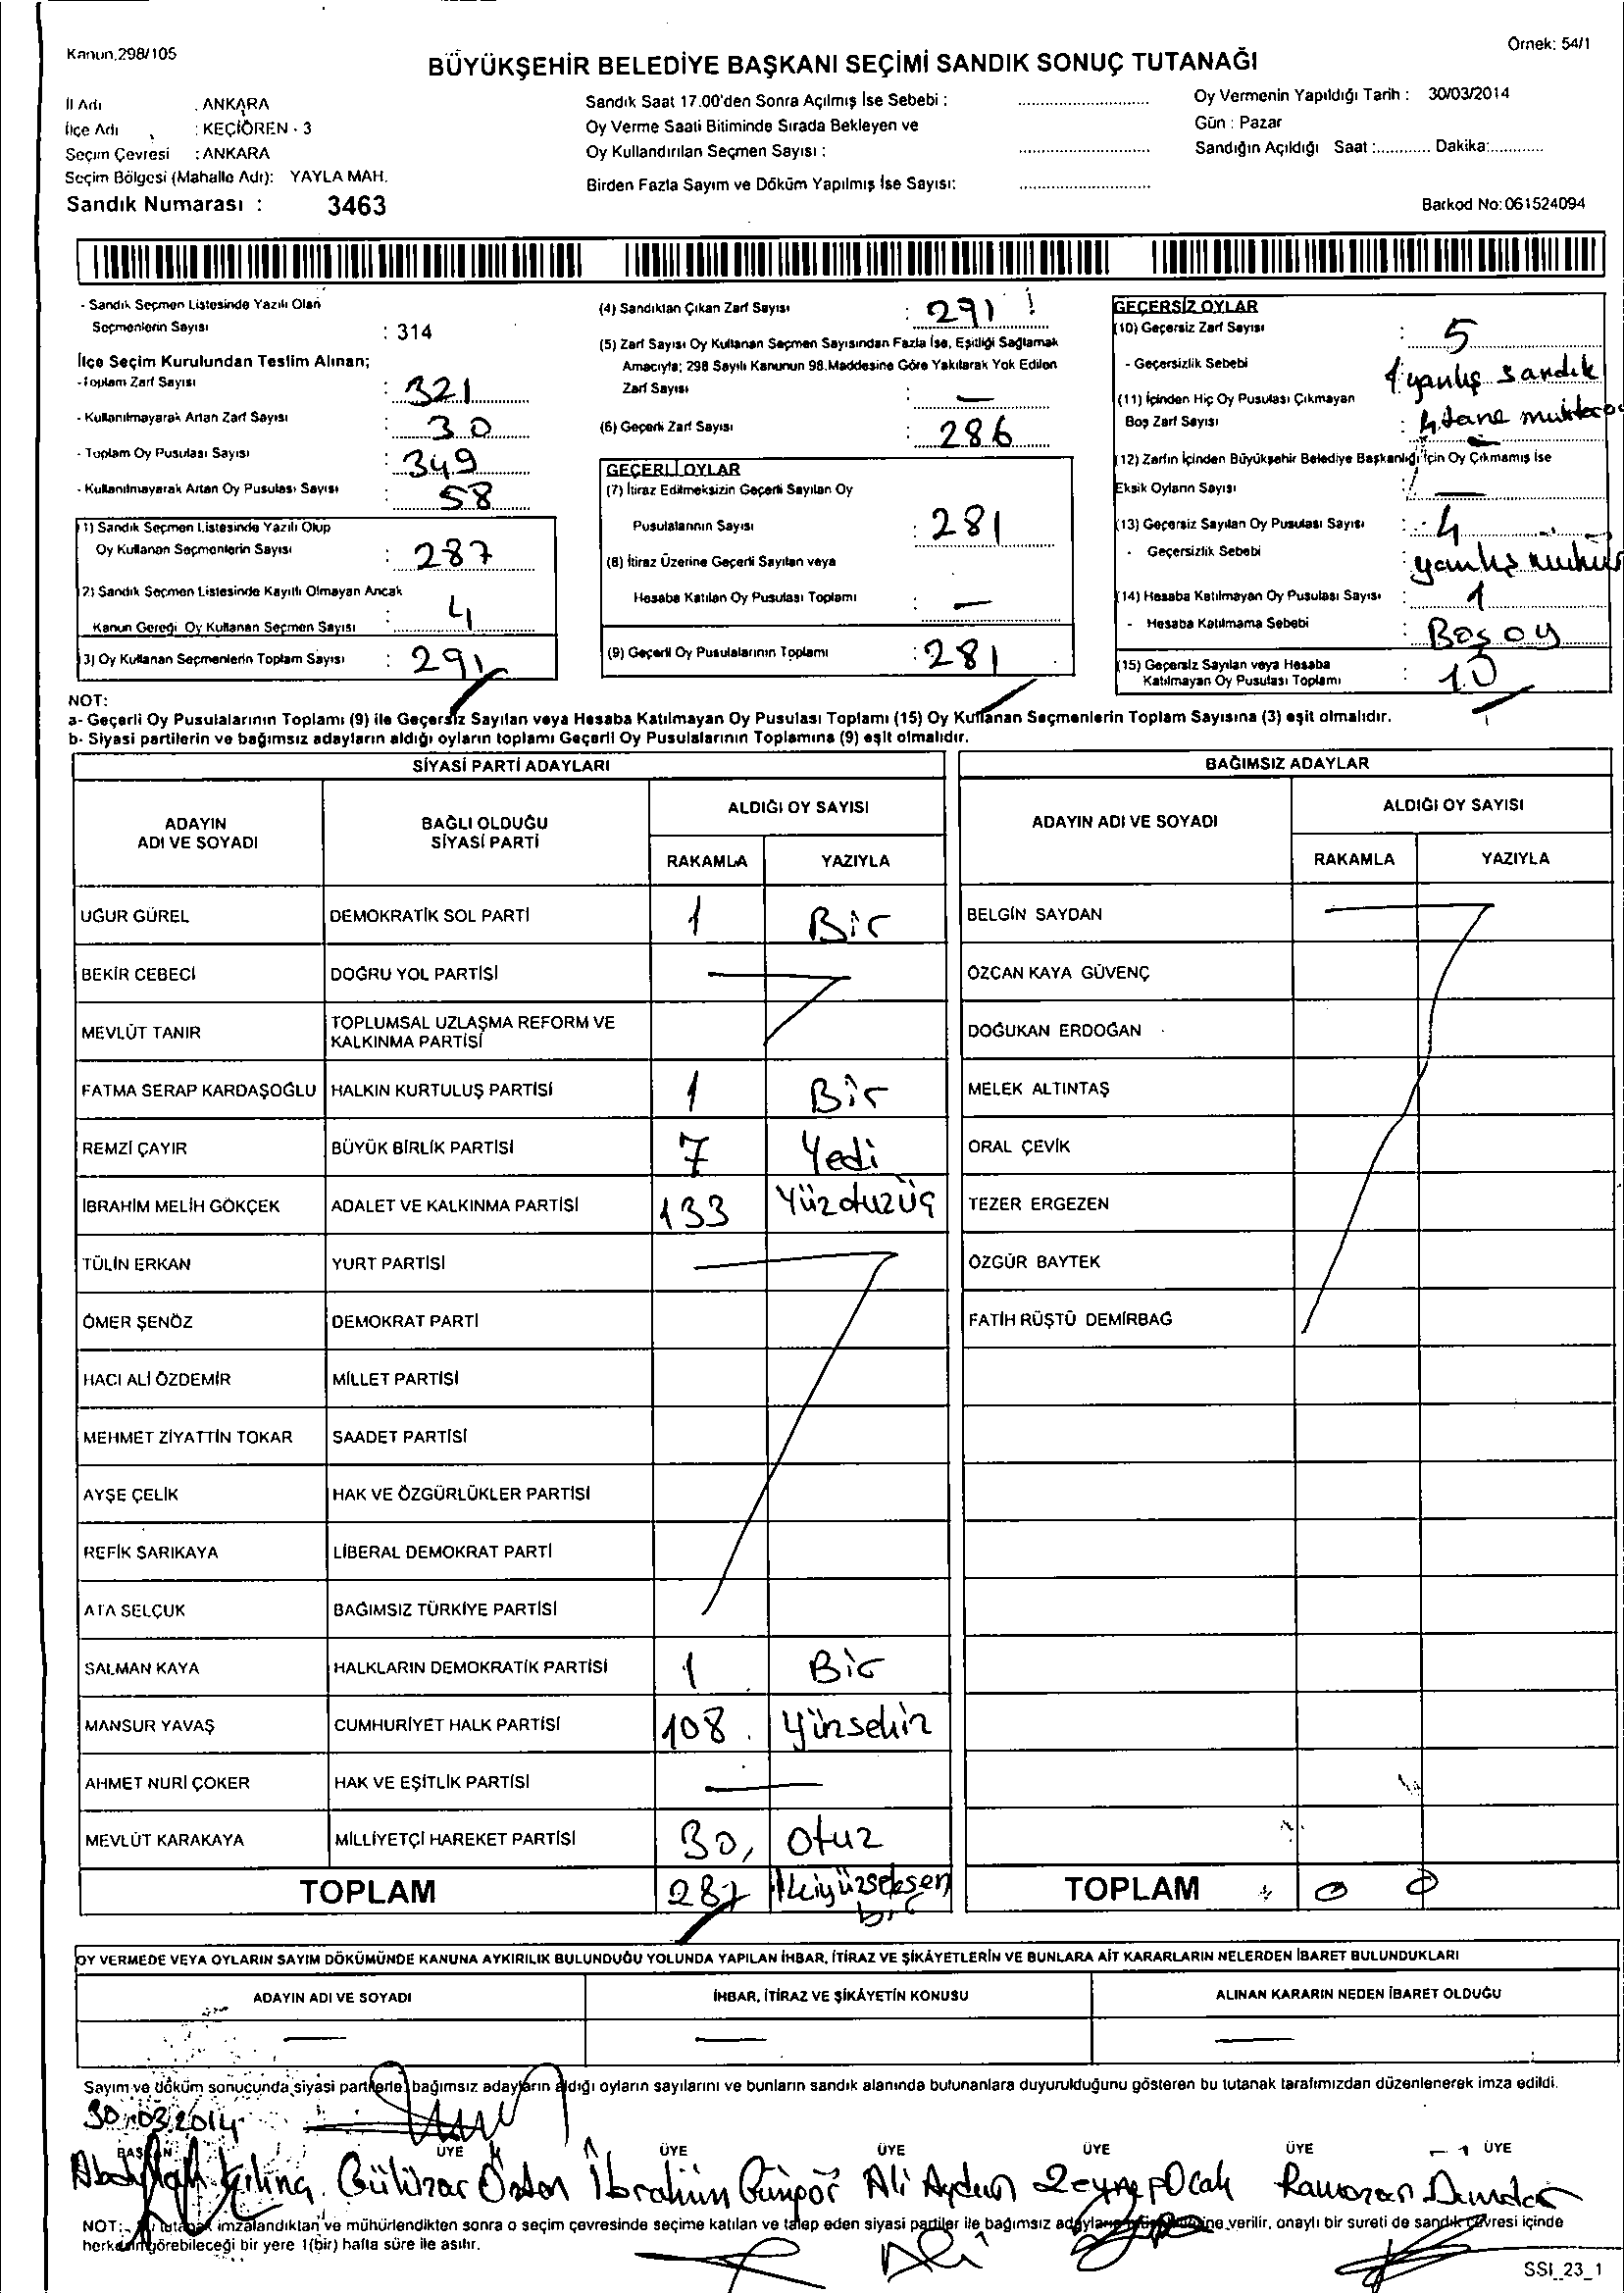 Kanun.298/105
Örnek: 54/1
BÜYÜKŞEHİR BELEDİYE BAŞKANI SEÇİMİ SANDIK SONUÇ TUTANAĞI
İl Adı : ANKARA
İlçe Adı : KEÇİÖREN - 3
Seçim Çevresi : ANKARA
Seçim Bölgesi (Mahalle Adı): YAYLA MAH.
Sandık Numarası : 3463
Sandık Saat 17.00'den Sonra Açılmış İse Sebebi :
Oy Verme Saati Bitiminde Sırada Bekleyen ve
Oy Kullandırılan Seçmen Sayısı :
Birden Fazla Sayım ve Döküm Yapılmış İse Sayısı:
Oy Vermenin Yapıldığı Tarih : 30/03/2014
Gün : Pazar
Sandığın Açıldığı Saat :............ Dakika:............
Barkod No:061524094
- Sandık Seçmen Listesinde Yazılı Olan
Seçmenlerin Sayısı : 314
İlçe Seçim Kurulundan Teslim Alınan;
- Toplam Zarf Sayısı : 321
- Kullanılmayarak Artan Zarf Sayısı : 30
- Toplam Oy Pusulası Sayısı : 349
- Kullanılmayarak Artan Oy Pusulası Sayısı : 58
1) Sandık Seçmen Listesinde Yazılı Olup
Oy Kullanan Seçmenlerin Sayısı : 287
2) Sandık Seçmen Listesinde Kayıtlı Olmayan Ancak
Kanun Gereği Oy Kullanan Seçmen Sayısı : 4
3) Oy Kullanan Seçmenlerin Toplam Sayısı : 291
(4) Sandıktan Çıkan Zarf Sayısı : 291
(5) Zarf Sayısı Oy Kullanan Seçmen Sayısından Fazla İse, Eşitliği Sağlamak
Amacıyla; 298 Sayılı Kanunun 98.Maddesine Göre Yakılarak Yok Edilen
Zarf Sayısı : —
(6) Geçerli Zarf Sayısı : 286
GEÇERLİ OYLAR
(7) İtiraz Edilmeksizin Geçerli Sayılan Oy
Pusulalarının Sayısı : 281
(8) İtiraz Üzerine Geçerli Sayılan veya
Hesaba Katılan Oy Pusulası Toplamı : —
(9) Geçerli Oy Pusulalarının Toplamı : 281
GEÇERSİZ OYLAR
(10) Geçersiz Zarf Sayısı : 5
- Geçersizlik Sebebi 1 yanlış sandık
(11) İçinden Hiç Oy Pusulası Çıkmayan
Boş Zarf Sayısı : 4 tane
(12) Zarfın İçinden Büyükşehir Belediye Başkanlığı İçin Oy Çıkmamış İse
Eksik Oyların Sayısı : —
(13) Geçersiz Sayılan Oy Pusulası Sayısı : 4
- Geçersizlik Sebebi : yanlış mühür
(14) Hesaba Katılmayan Oy Pusulası Sayısı : 1
- Hesaba Katılmama Sebebi : Boş oy
(15) Geçersiz Sayılan veya Hesaba
Katılmayan Oy Pusulası Toplamı : 10
NOT:
a- Geçerli Oy Pusulalarının Toplamı (9) ile Geçersiz Sayılan veya Hesaba Katılmayan Oy Pusulası Toplamı (15) Oy Kullanan Seçmenlerin Toplam Sayısına (3) eşit olmalıdır.
b- Siyasi partilerin ve bağımsız adayların aldığı oyların toplamı Geçerli Oy Pusulalarının Toplamına (9) eşit olmalıdır.
SİYASİ PARTİ ADAYLARI
ADAYIN ADI VE SOYADI BAĞLI OLDUĞU SİYASİ PARTİ ALDIĞI OY SAYISI
RAKAMLA YAZIYLA
UĞUR GÜREL DEMOKRATİK SOL PARTİ 1 Bir
BEKİR CEBECİ DOĞRU YOL PARTİSİ —
MEVLÜT TANIR TOPLUMSAL UZLAŞMA REFORM VE KALKINMA PARTİSİ
FATMA SERAP KARDAŞOĞLU HALKIN KURTULUŞ PARTİSİ 1 Bir
REMZİ ÇAYIR BÜYÜK BİRLİK PARTİSİ 7 Yedi
İBRAHİM MELİH GÖKÇEK ADALET VE KALKINMA PARTİSİ 133 Yüzotuzüç
TÜLİN ERKAN YURT PARTİSİ —
ÖMER ŞENÖZ DEMOKRAT PARTİ
HACI ALİ ÖZDEMİR MİLLET PARTİSİ
MEHMET ZİYATTİN TOKAR SAADET PARTİSİ
AYŞE ÇELİK HAK VE ÖZGÜRLÜKLER PARTİSİ
REFİK SARIKAYA LİBERAL DEMOKRAT PARTİ
ATA SELÇUK BAĞIMSIZ TÜRKİYE PARTİSİ
SALMAN KAYA HALKLARIN DEMOKRATİK PARTİSİ 1 Bir
MANSUR YAVAŞ CUMHURİYET HALK PARTİSİ 108 Yüzsekiz
AHMET NURİ ÇOKER HAK VE EŞİTLİK PARTİSİ —
MEVLÜT KARAKAYA MİLLİYETÇİ HAREKET PARTİSİ 30, Otuz
TOPLAM 281 İkiyüzseksen bir
BAĞIMSIZ ADAYLAR
ADAYIN ADI VE SOYADI ALDIĞI OY SAYISI
RAKAMLA YAZIYLA
BELGİN SAYDAN —
ÖZCAN KAYA GÜVENÇ
DOĞUKAN ERDOĞAN
MELEK ALTINTAŞ
ORAL ÇEVİK
TEZER ERGEZEN
ÖZGÜR BAYTEK
FATİH RÜŞTÜ DEMİRBAĞ
TOPLAM 0 0
OY VERMEDE VEYA OYLARIN SAYIM DÖKÜMÜNDE KANUNA AYKIRILIK BULUNDUĞU YOLUNDA YAPILAN İHBAR, İTİRAZ VE ŞİKÂYETLERİN VE BUNLARA AİT KARARLARIN NELERDEN İBARET BULUNDUKLARI
ADAYIN ADI VE SOYADI İHBAR, İTİRAZ VE ŞİKÂYETİN KONUSU ALINAN KARARIN NEDEN İBARET OLDUĞU
— — —
Sayım ve döküm sonucunda siyasi partilerle bağımsız adayların aldığı oyların sayılarını ve bunların sandık alanında bulunanlara duyurulduğunu gösteren bu tutanak tarafımızdan düzenlenerek imza edildi.
30.03.2014
BAŞKAN ÜYE ÜYE ÜYE ÜYE ÜYE ÜYE
Abdullah Kılınç Gülizar İbrahim Güngör Ali Aydın Zeynep Ocak Ramazan Dündar
NOT:- Bu tutanak imzalandıktan ve mühürlendikten sonra o seçim çevresinde seçime katılan ve talep eden siyasi partiler ile bağımsız adayların verilir, onaylı bir sureti de sandık çevresi içinde
herkesin görebileceği bir yere 1(bir) hafta süre ile asılır.
Ali
SSI_23_1